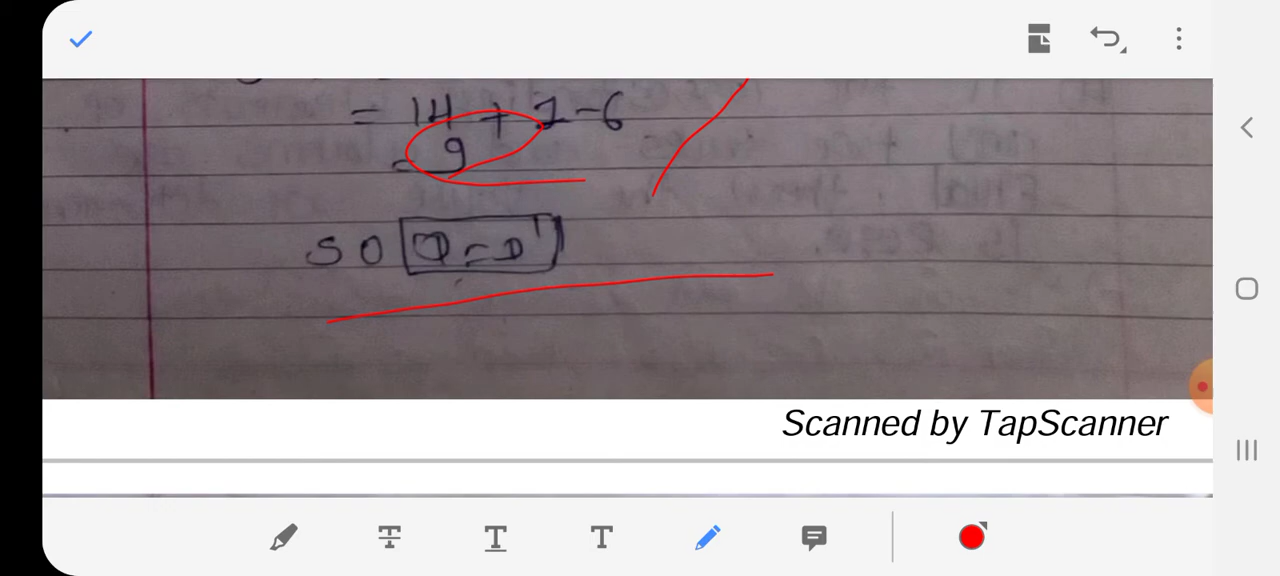 = 14 + 1 - 6
= 9
SO D = D'
Scanned by TapScanner
T
T
T